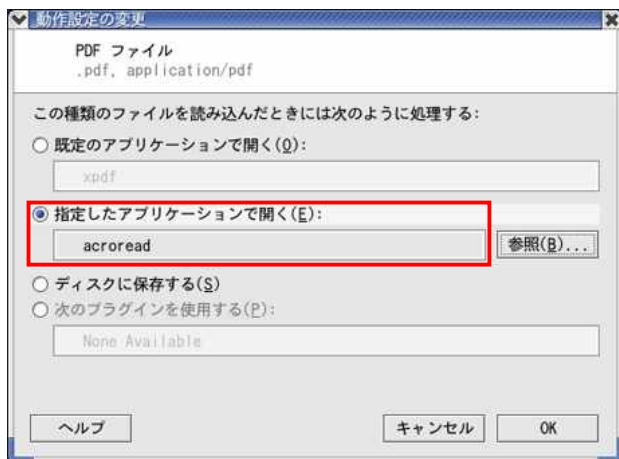 動作設定の変更
PDF ファイル
.pdf, application/pdf
この種類のファイルを読み込んだときには次のように処理する:
既定のアプリケーションで開く(O):
xpdf
指定したアプリケーションで開く(E):
acroread
参照(B)...
ディスクに保存する(S)
次のプラグインを使用する(P):
None Available
ヘルプ
キャンセル
OK